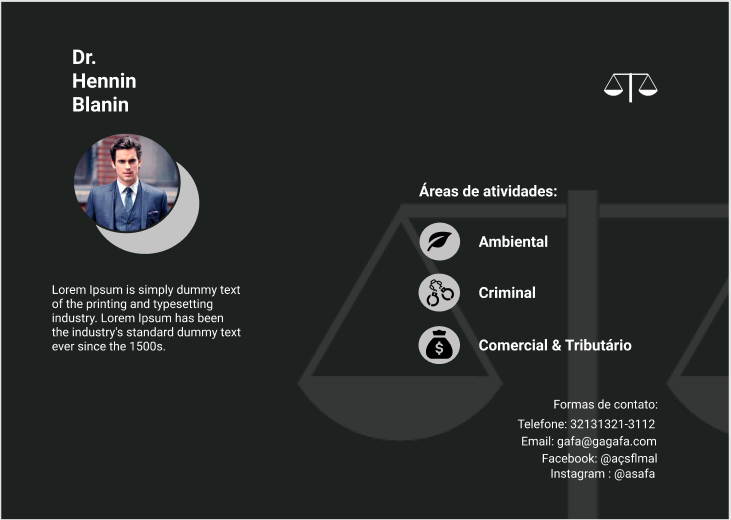 Dr.
Hennin
Blanin
Lorem Ipsum is simply dummy text
of the printing and typesetting
industry. Lorem Ipsum has been
the industry's standard dummy text
ever since the 1500s.
Áreas de atividades:
Ambiental
Criminal
Comercial & Tributário
Formas de contato:
Telefone: 32131321-3112
Email: gafa@gagafa.com
Facebook: @açsflmal
Instagram : @asafa